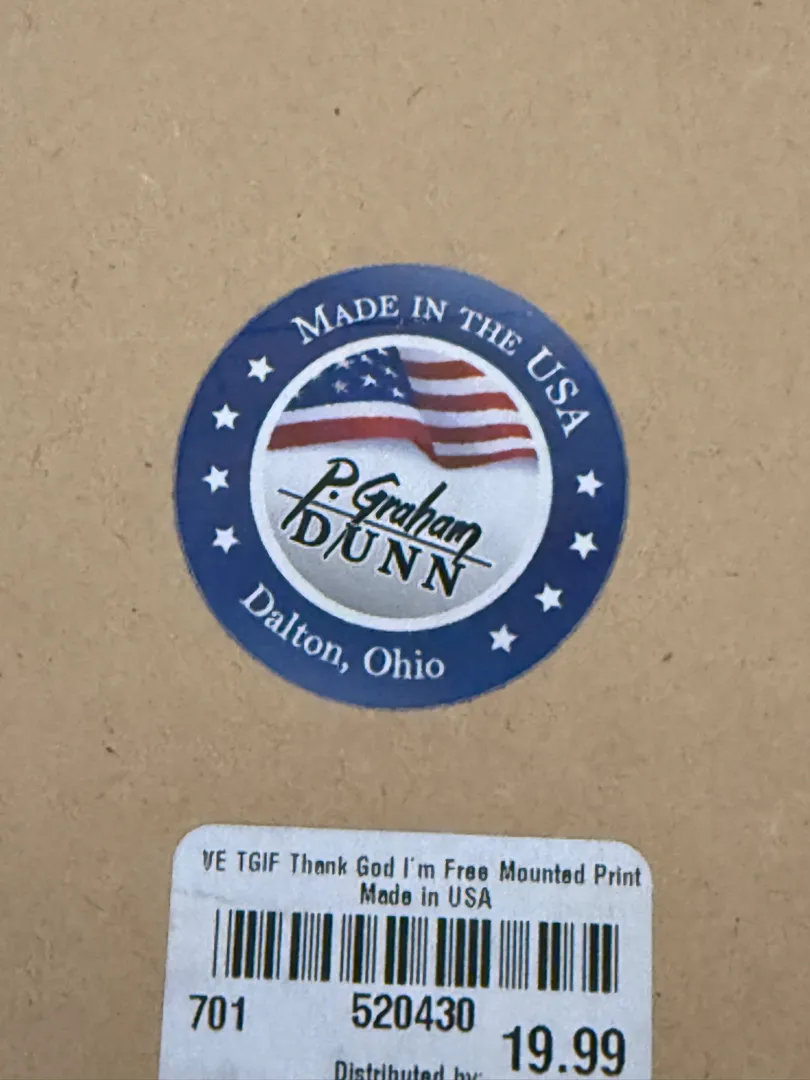 MADE IN THE USA
P. Graham
DUNN
Dalton, Ohio
VE TGIF Thank God I'm Free Mounted Print
Made in USA
701 520430
19.99
Distributed by: